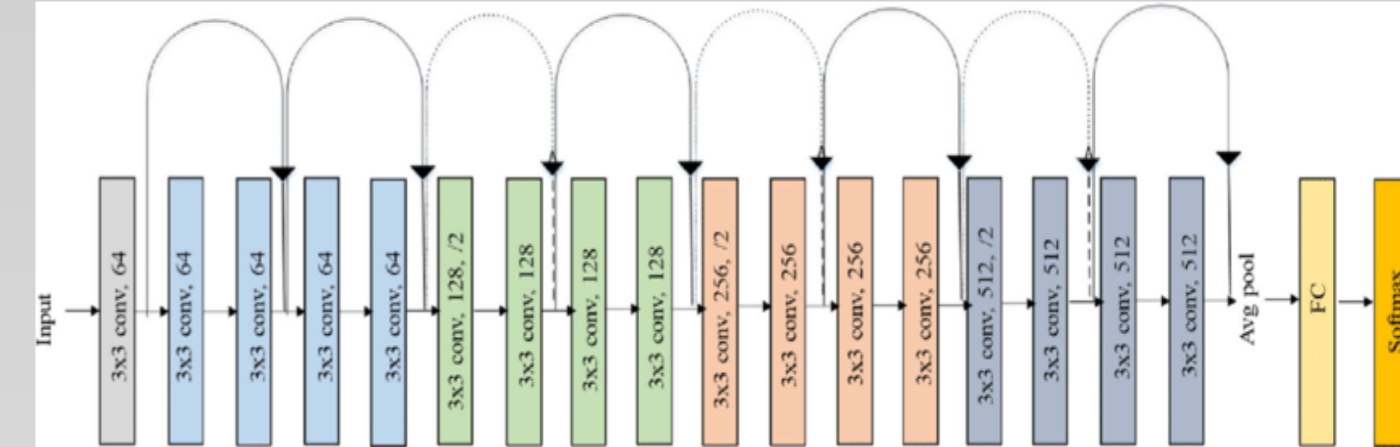 Input
3x3 conv, 64
3x3 conv, 64
3x3 conv, 64
3x3 conv, 64
3x3 conv, 64
3x3 conv, 128, /2
3x3 conv, 128
3x3 conv, 128
3x3 conv, 128
3x3 conv, 256, /2
3x3 conv, 256
3x3 conv, 256
3x3 conv, 256
3x3 conv, 512, /2
3x3 conv, 512
3x3 conv, 512
3x3 conv, 512
Avg pool
FC
Softmax